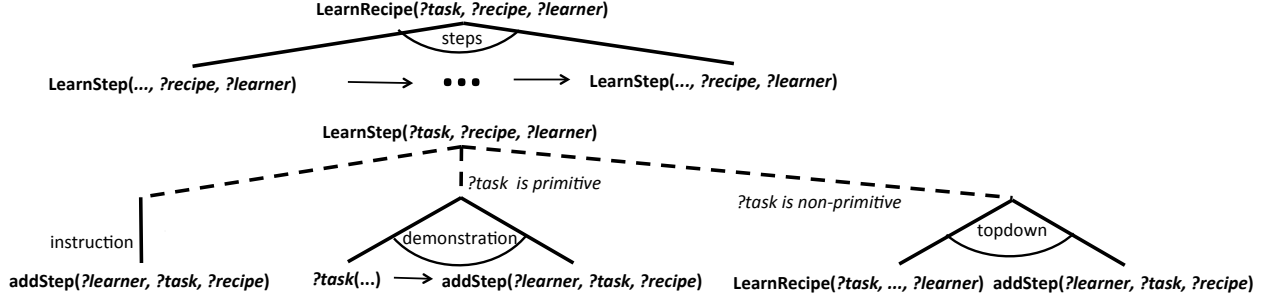 LearnRecipe(?task, ?recipe, ?learner)
steps
LearnStep(..., ?recipe, ?learner)
LearnStep(..., ?recipe, ?learner)
LearnStep(?task, ?recipe, ?learner)
?task is primitive
?task is non-primitive
instruction
demonstration
topdown
addStep(?learner, ?task, ?recipe)
?task(...)
addStep(?learner, ?task, ?recipe)
LearnRecipe(?task, ..., ?learner)
addStep(?learner, ?task, ?recipe)